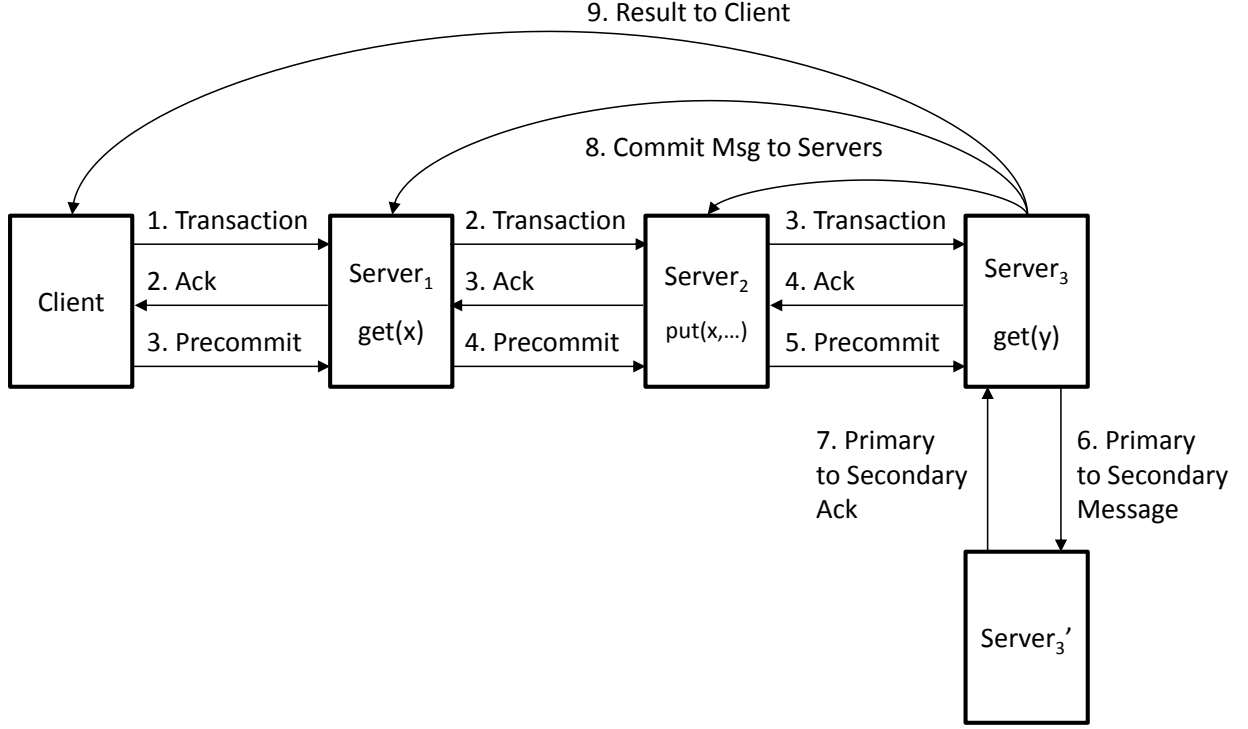 9. Result to Client
8. Commit Msg to Servers
1. Transaction
2. Transaction
3. Transaction
Client
2. Ack
Server₁
3. Ack
Server₂
4. Ack
Server₃
get(x)
put(x,...)
get(y)
3. Precommit
4. Precommit
5. Precommit
7. Primary
to Secondary
Ack
6. Primary
to Secondary
Message
Server₃’